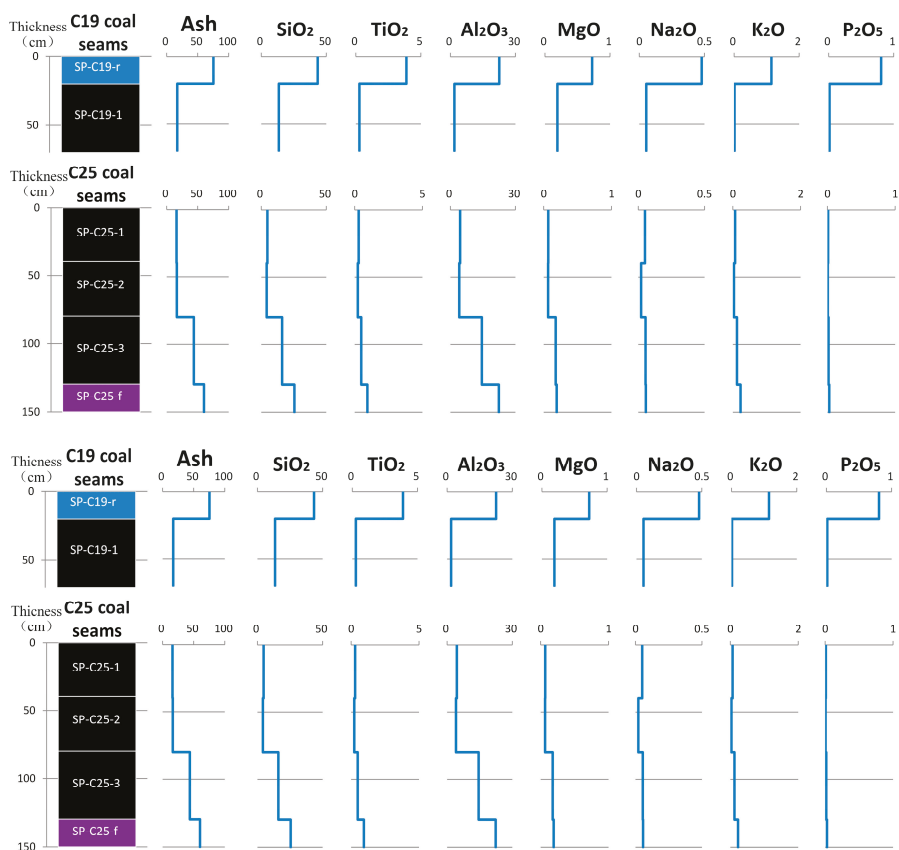 Thickness C19 coal Ash SiO₂ TiO₂ Al₂O₃ MgO Na₂O K₂O P₂O₅
（cm） seams 0 50 100 0 50 0 5 0 30 0 1 0 0.5 0 2 0 1
0 SP-C19-r
SP-C19-1
50
Thickness C25 coal
（cm） seams 0 50 100 0 50 0 5 0 30 0 1 0 0.5 0 2 0 1
0
SP-C25-1
50
SP-C25-2
100 SP-C25-3
SP C25 f
150
Thicness C19 coal Ash SiO₂ TiO₂ Al₂O₃ MgO Na₂O K₂O P₂O₅
（cm） seams 0 50 100 0 50 0 5 0 30 0 1 0 0.5 0 2 0 1
0 SP-C19-r
SP-C19-1
50
Thicness C25 coal
（cm） seams 0 50 100 0 50 0 5 0 30 0 1 0 0.5 0 2 0 1
0
SP-C25-1
50
SP-C25-2
100 SP-C25-3
SP C25 f
150